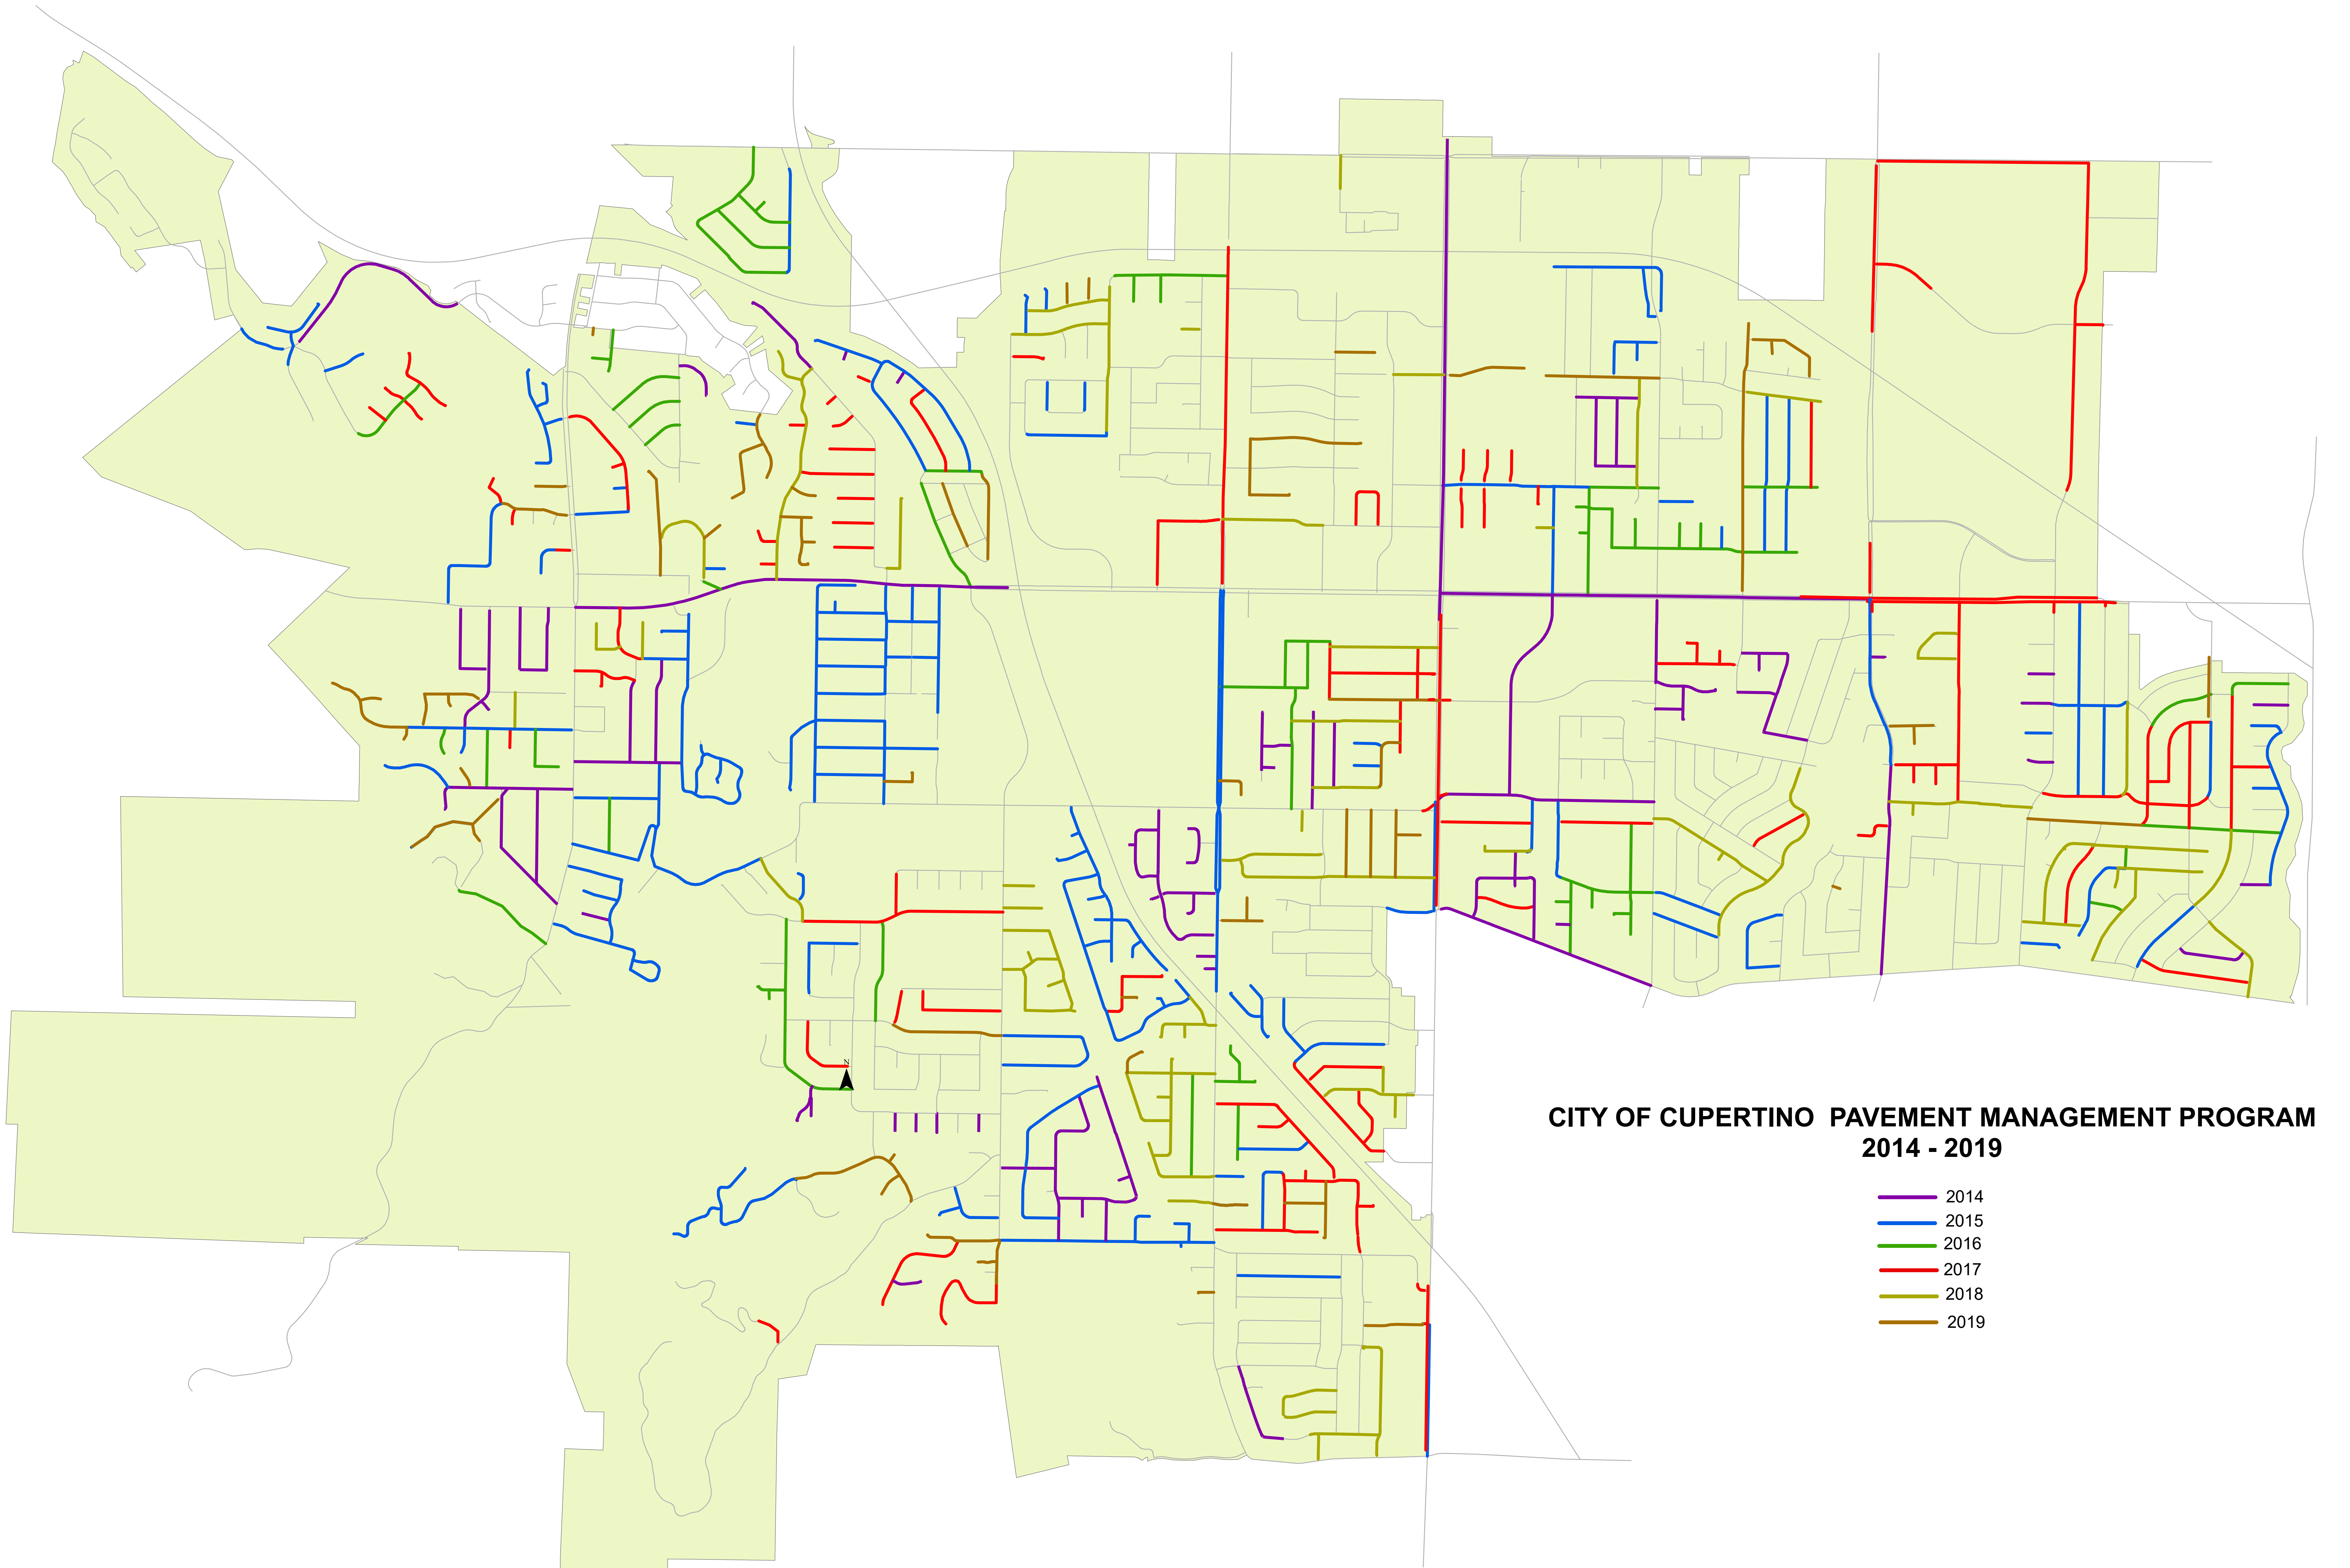 N
CITY OF CUPERTINO PAVEMENT MANAGEMENT PROGRAM
2014 - 2019
2014
2015
2016
2017
2018
2019